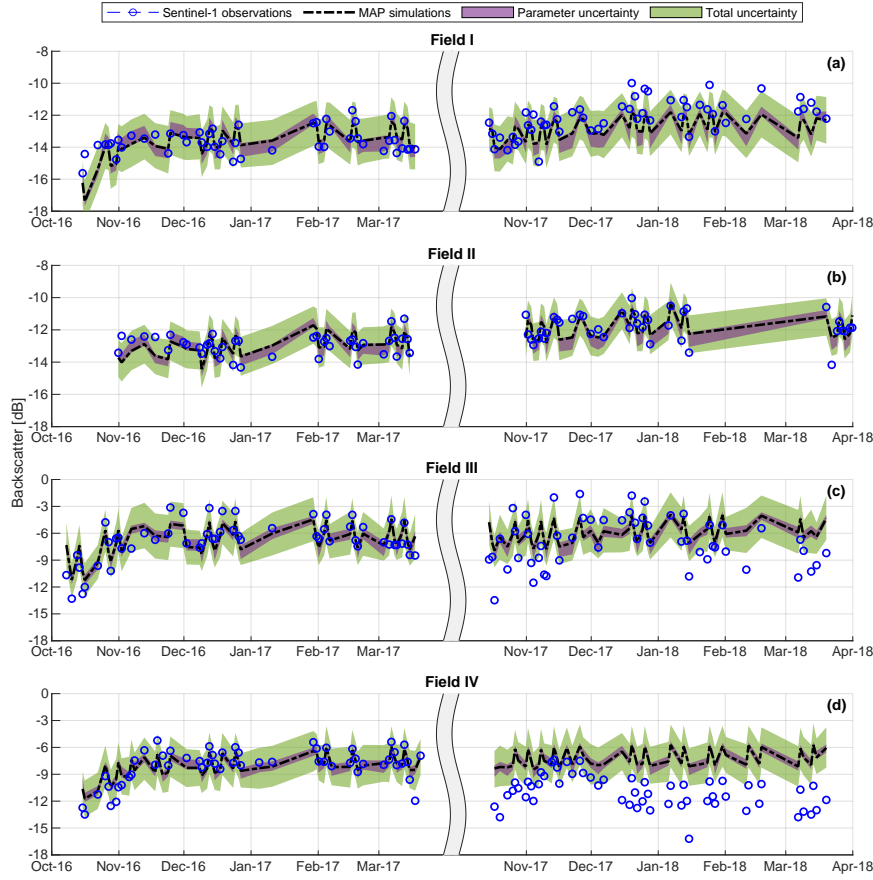 Sentinel-1 observations MAP simulations Parameter uncertainty Total uncertainty
Field I
(a)
-8
-10
-12
-14
-16
-18
Oct-16 Nov-16 Dec-16 Jan-17 Feb-17 Mar-17 Nov-17 Dec-17 Jan-18 Feb-18 Mar-18 Apr-18
Field II
(b)
-8
-10
-12
-14
-16
-18
Oct-16 Nov-16 Dec-16 Jan-17 Feb-17 Mar-17 Nov-17 Dec-17 Jan-18 Feb-18 Mar-18 Apr-18
Backscatter [dB]
Field III
(c)
0
-3
-6
-9
-12
-15
-18
Oct-16 Nov-16 Dec-16 Jan-17 Feb-17 Mar-17 Nov-17 Dec-17 Jan-18 Feb-18 Mar-18 Apr-18
Field IV
(d)
0
-3
-6
-9
-12
-15
-18
Oct-16 Nov-16 Dec-16 Jan-17 Feb-17 Mar-17 Nov-17 Dec-17 Jan-18 Feb-18 Mar-18 Apr-18